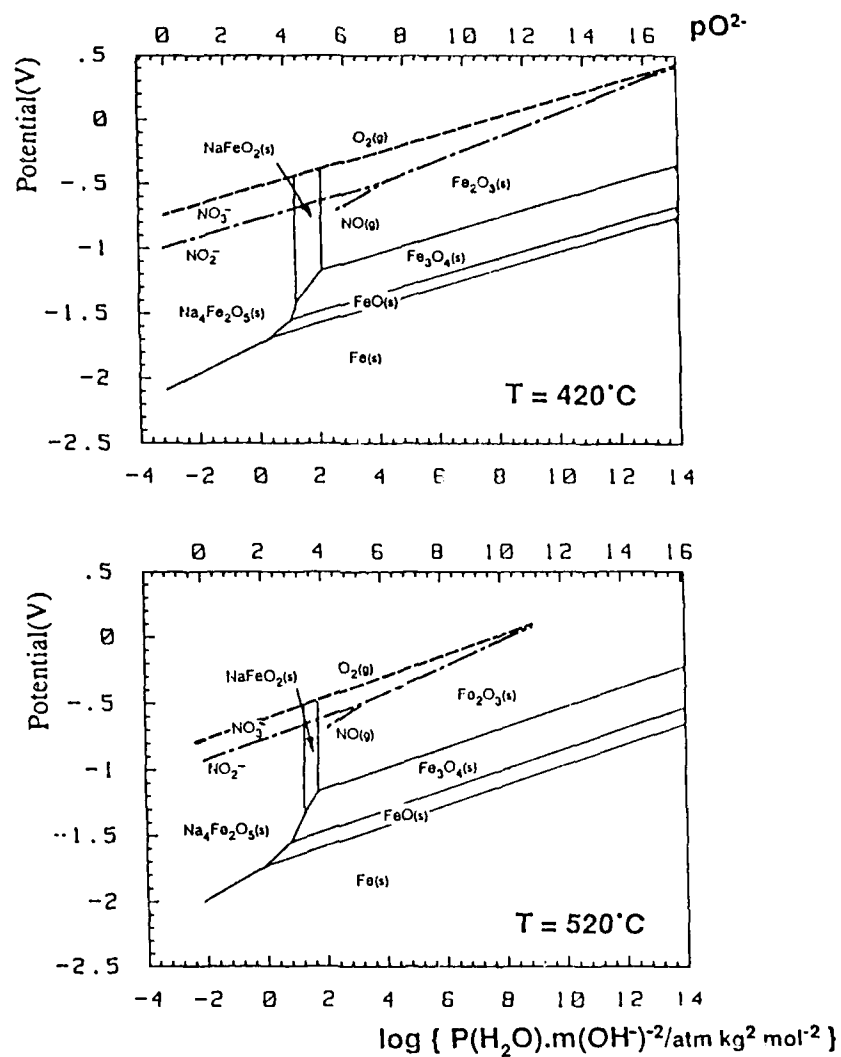 0 2 4 6 8 10 12 14 16 pO²⁻
Potential(V)
.5
0
-.5
-1
-1.5
-2
-2.5
O₂(g)
NaFeO₂(s)
Fe₂O₃(s)
NO₃⁻
NO(g)
NO₂⁻
Fe₃O₄(s)
FeO(s)
Na₄Fe₂O₅(s)
Fe(s)
T = 420°C
-4 -2 0 2 4 6 8 10 12 14
0 2 4 6 8 10 12 14 16
Potential(V)
.5
0
-.5
-1
-1.5
-2
-2.5
O₂(g)
NaFeO₂(s)
Fe₂O₃(s)
NO₃⁻
NO(g)
NO₂⁻
Fe₃O₄(s)
FeO(s)
Na₄Fe₂O₅(s)
Fe(s)
T = 520°C
-4 -2 0 2 4 6 8 10 12 14
log { P(H₂O).m(OH⁻)⁻²/atm kg² mol⁻² }